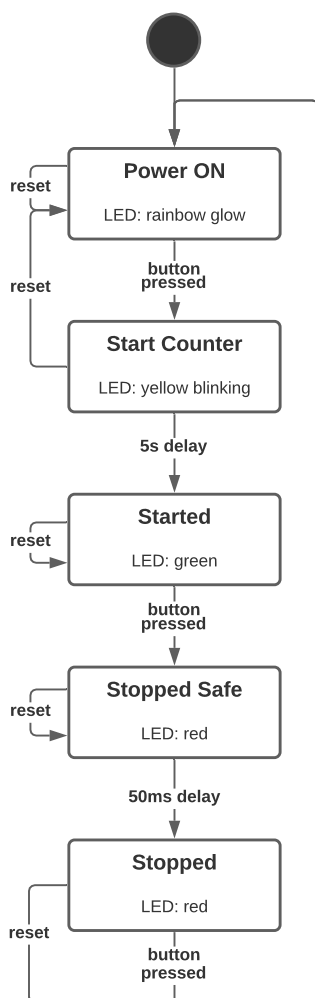 Power ON
reset
LED: rainbow glow
button
pressed
reset
Start Counter
LED: yellow blinking
5s delay
Started
reset
LED: green
button
pressed
Stopped Safe
reset
LED: red
50ms delay
Stopped
LED: red
reset
button
pressed